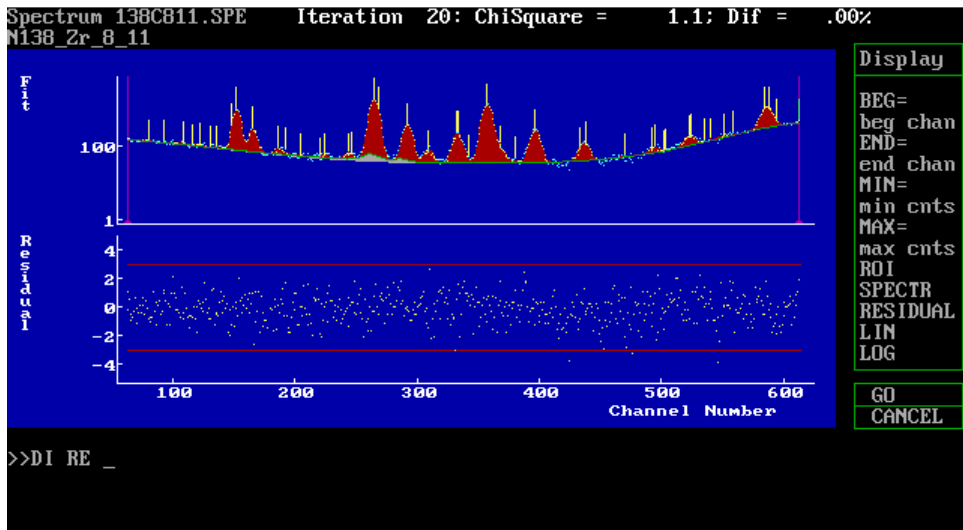 Spectrum 138C811.SPE Iteration 20: ChiSquare = 1.1; Dif = .00%
N138_Zr_8_11
Display
Fit
BEG=
beg chan
100
END=
end chan
MIN=
min cnts
1
MAX=
max cnts
Residual
4
ROI
2
SPECTR
0
RESIDUAL
-2
LIN
LOG
-4
100 200 300 400 500 600
GO
Channel Number
CANCEL
>>DI RE _